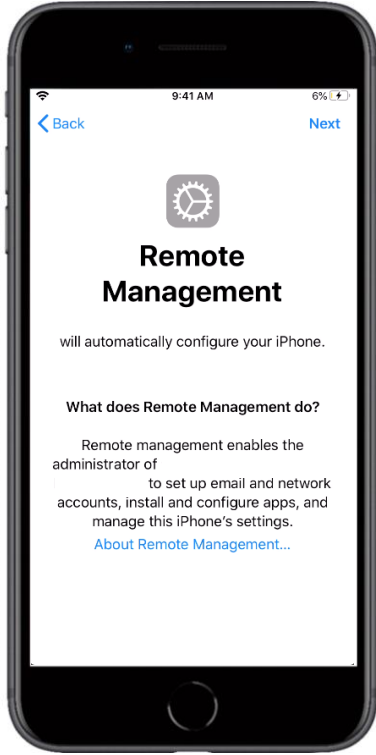 9:41 AM
6%
Back
Next
Remote
Management
will automatically configure your iPhone.
What does Remote Management do?
Remote management enables the
administrator of
to set up email and network
accounts, install and configure apps, and
manage this iPhone's settings.
About Remote Management...